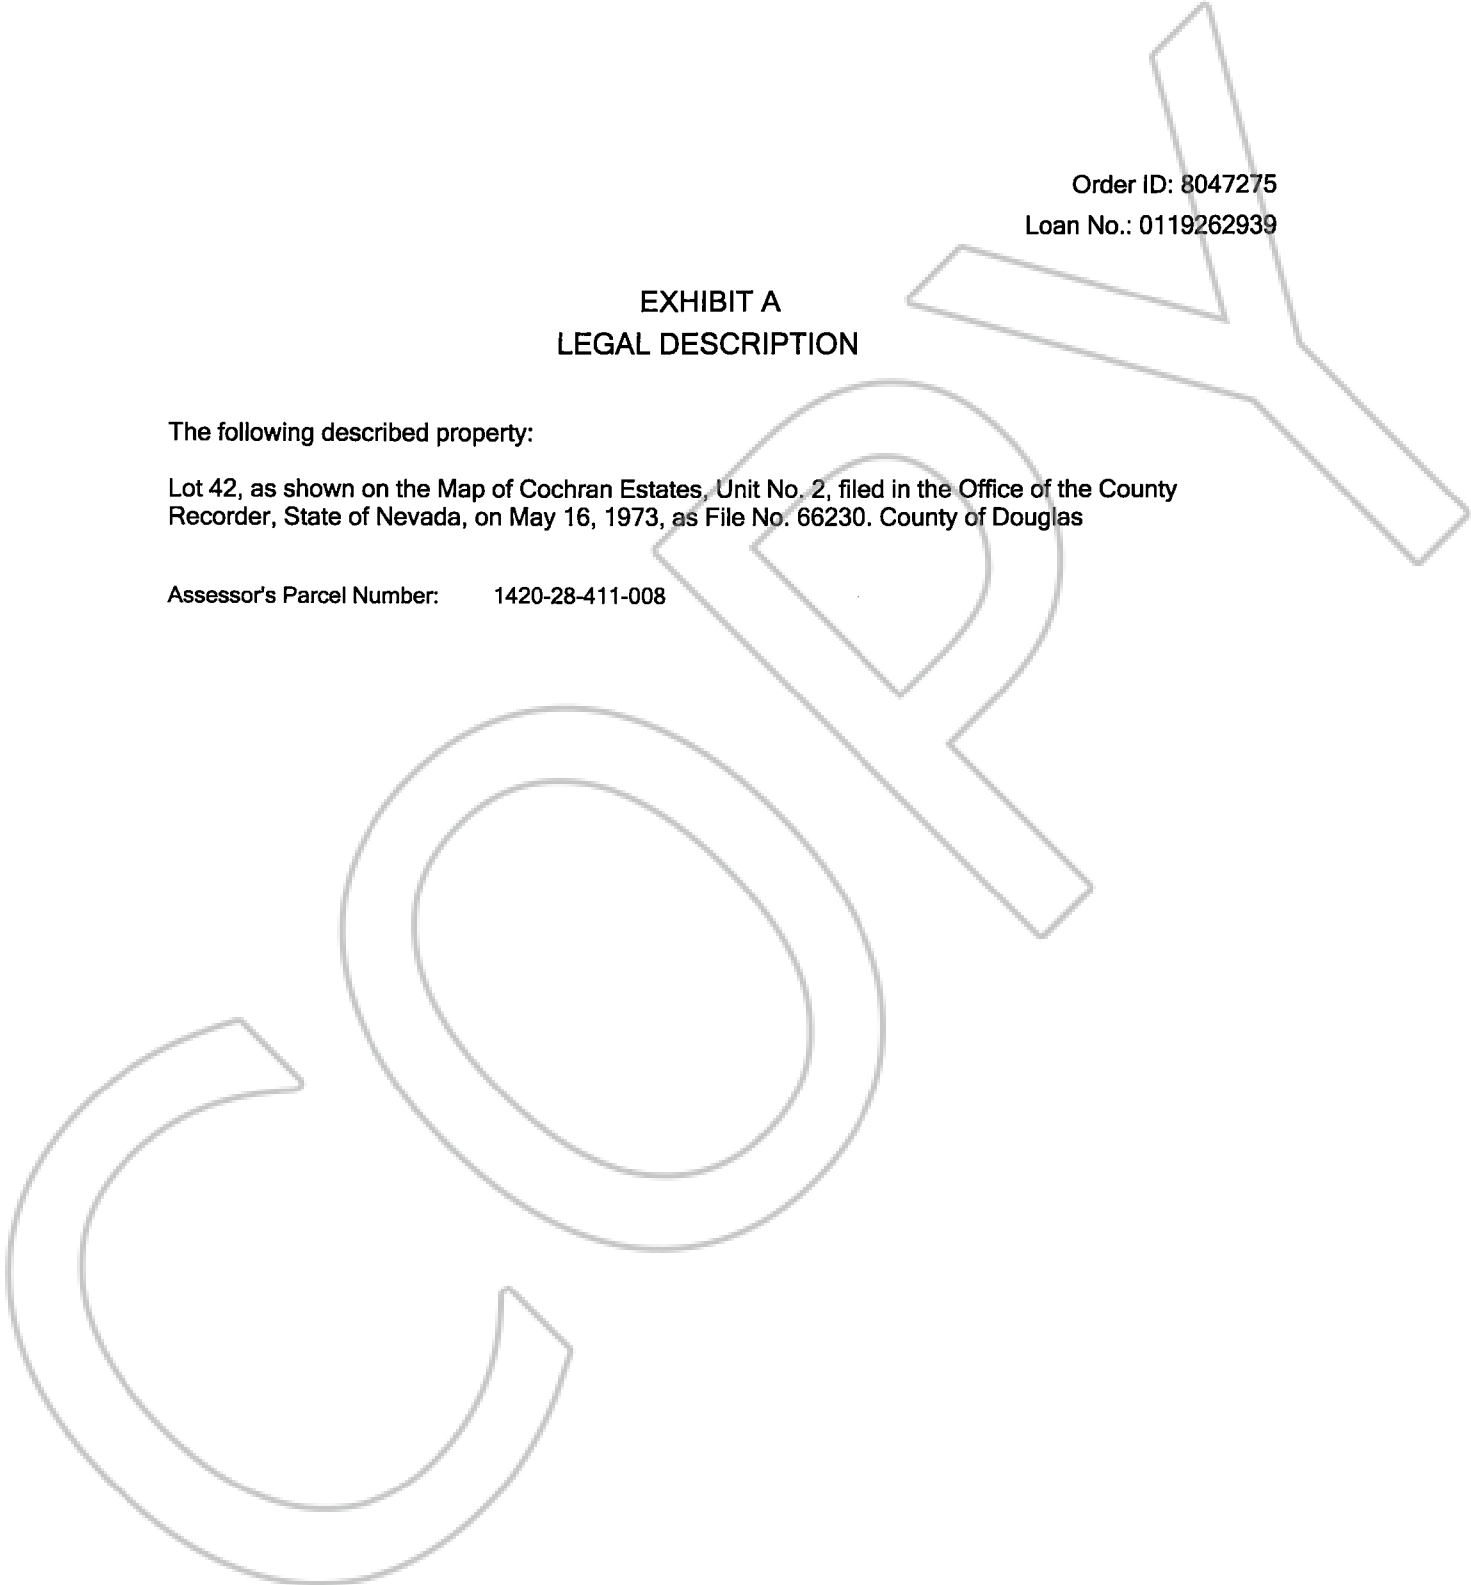 Order ID: 8047275
Loan No.: 0119262939
EXHIBIT A
LEGAL DESCRIPTION
The following described property:
Lot 42, as shown on the Map of Cochran Estates, Unit No. 2, filed in the Office of the County
Recorder, State of Nevada, on May 16, 1973, as File No. 66230. County of Douglas
Assessor's Parcel Number: 1420-28-411-008
COPY